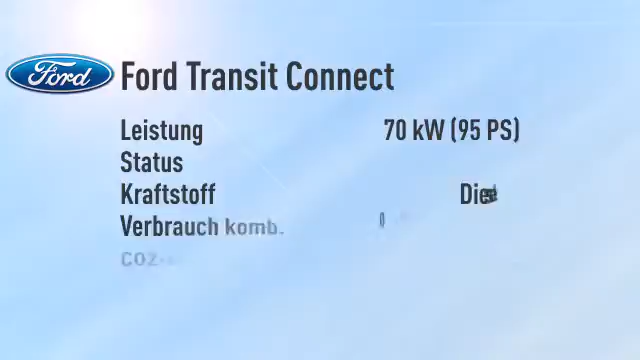 Ford
Ford Transit Connect
Leistung 70 kW (95 PS)
Status
Kraftstoff
Verbrauch komb.